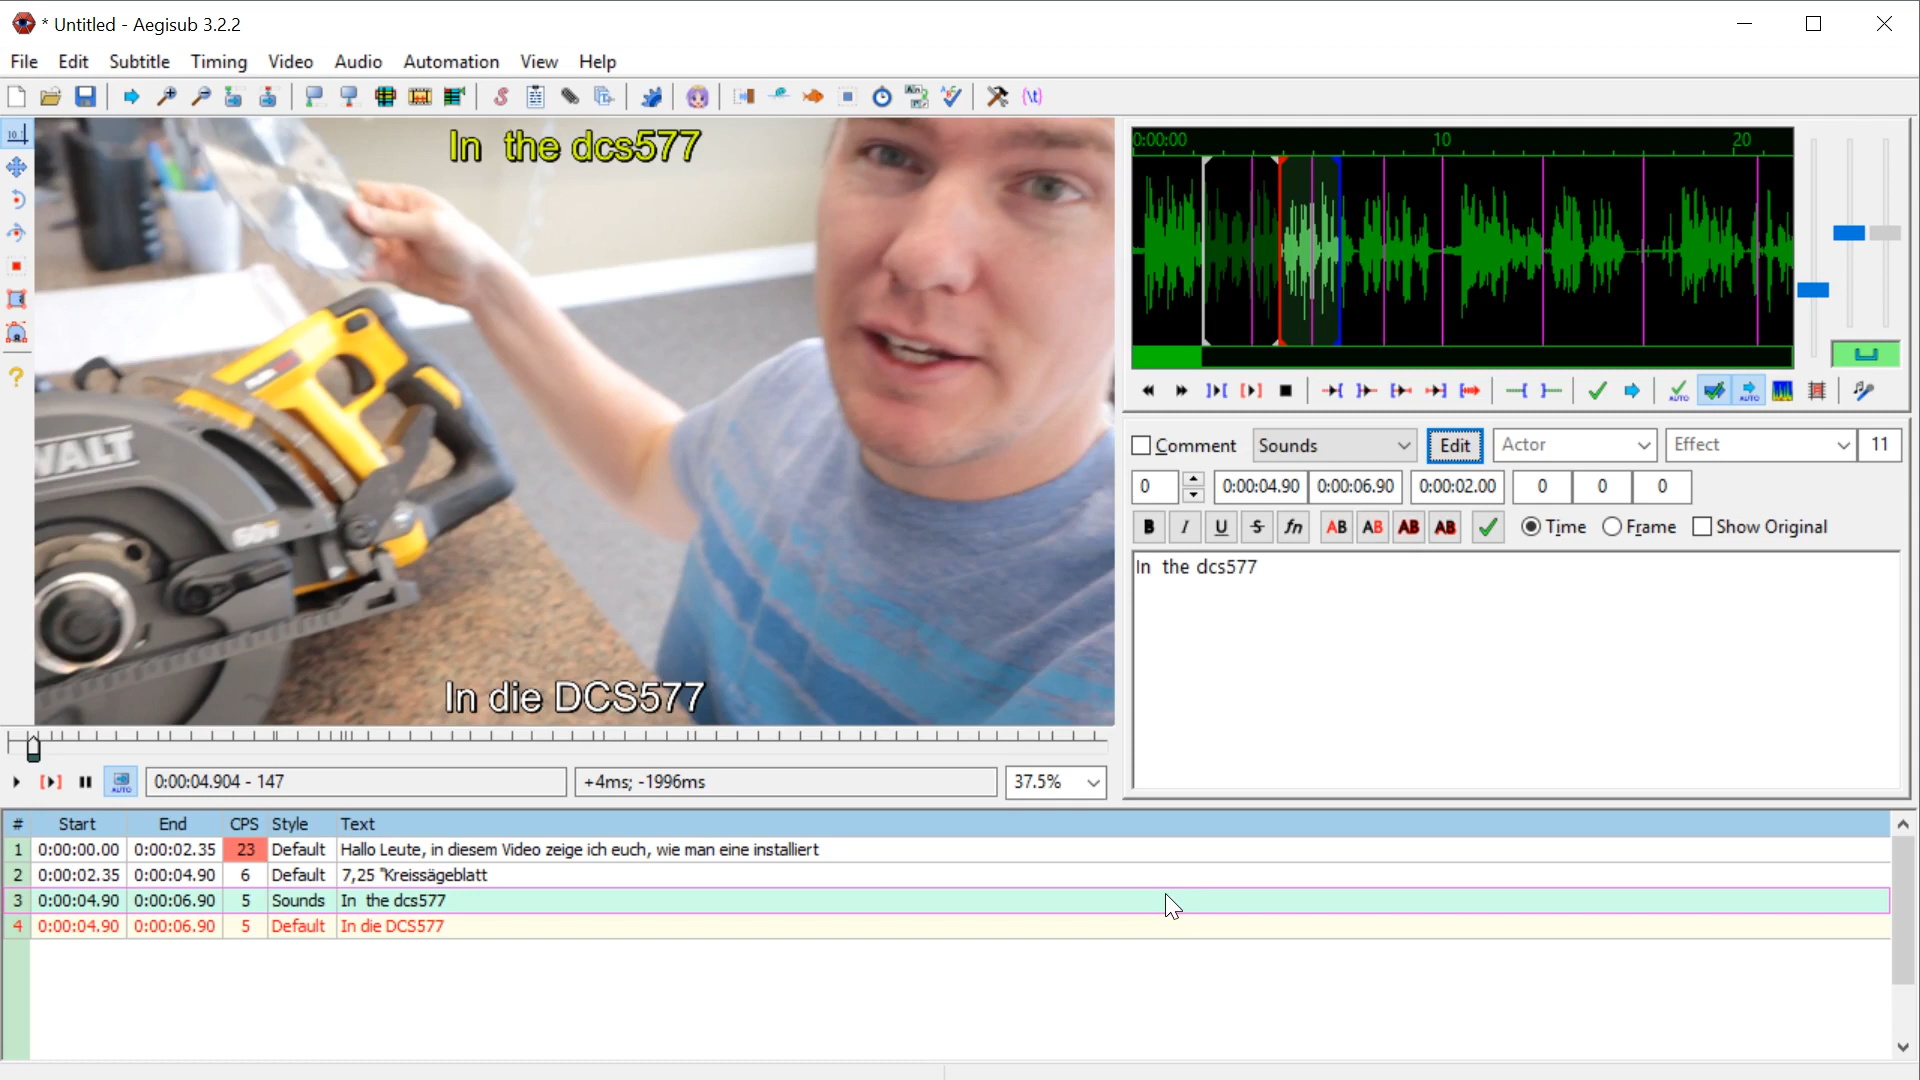 * Untitled - Aegisub 3.2.2
File Edit Subtitle Timing Video Audio Automation View Help
In  the dcs577
WALT
60V
In die DCS577
0:00:00 10 20
Comment Sounds Edit Actor Effect 11
0 0:00:04.90 0:00:06.90 0:00:02.00 0 0 0
B I U S fn AB AB AB AB Time Frame Show Original
In  the dcs577
AUTO 0:00:04.904 - 147 +4ms; -1996ms 37.5%
# Start End CPS Style Text
1 0:00:00.00 0:00:02.35 23 Default Hallo Leute, in diesem Video zeige ich euch, wie man eine installiert
2 0:00:02.35 0:00:04.90 6 Default 7,25 "Kreissägeblatt
3 0:00:04.90 0:00:06.90 5 Sounds In  the dcs577
4 0:00:04.90 0:00:06.90 5 Default In die DCS577